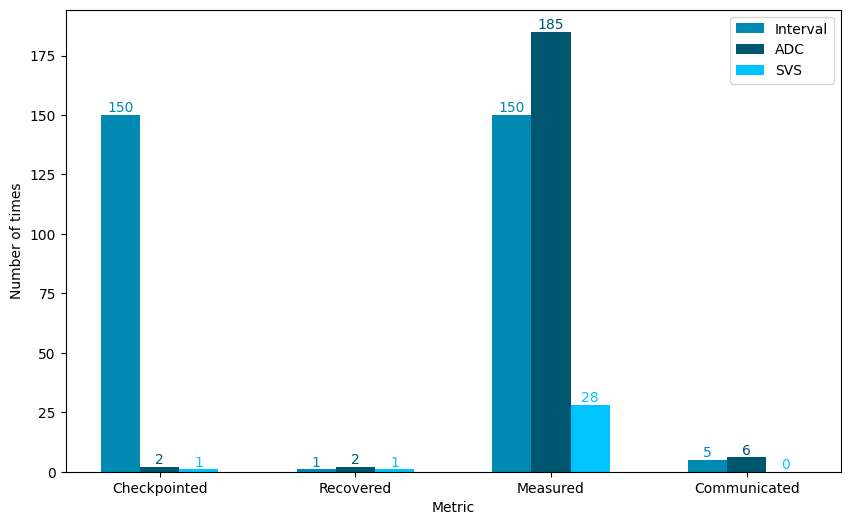 Number of times
175
150
125
100
75
50
25
0
150
2
1
1
2
1
150
185
28
5
6
0
Checkpointed
Recovered
Measured
Communicated
Metric
Interval
ADC
SVS